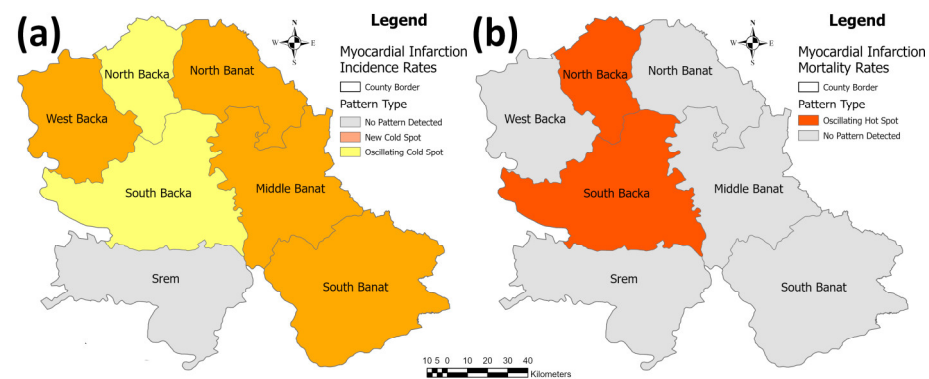 (a)
N
W E
S
Legend
Myocardial Infarction
Incidence Rates
County Border
Pattern Type
No Pattern Detected
New Cold Spot
Oscillating Cold Spot
North Backa
North Banat
West Backa
South Backa
Middle Banat
Srem
South Banat
(b)
N
W E
S
Legend
Myocardial Infarction
Mortality Rates
County Border
Pattern Type
Oscillating Hot Spot
No Pattern Detected
North Backa
North Banat
West Backa
South Backa
Middle Banat
Srem
South Banat
10 5 0 10 20 30 40
Kilometers